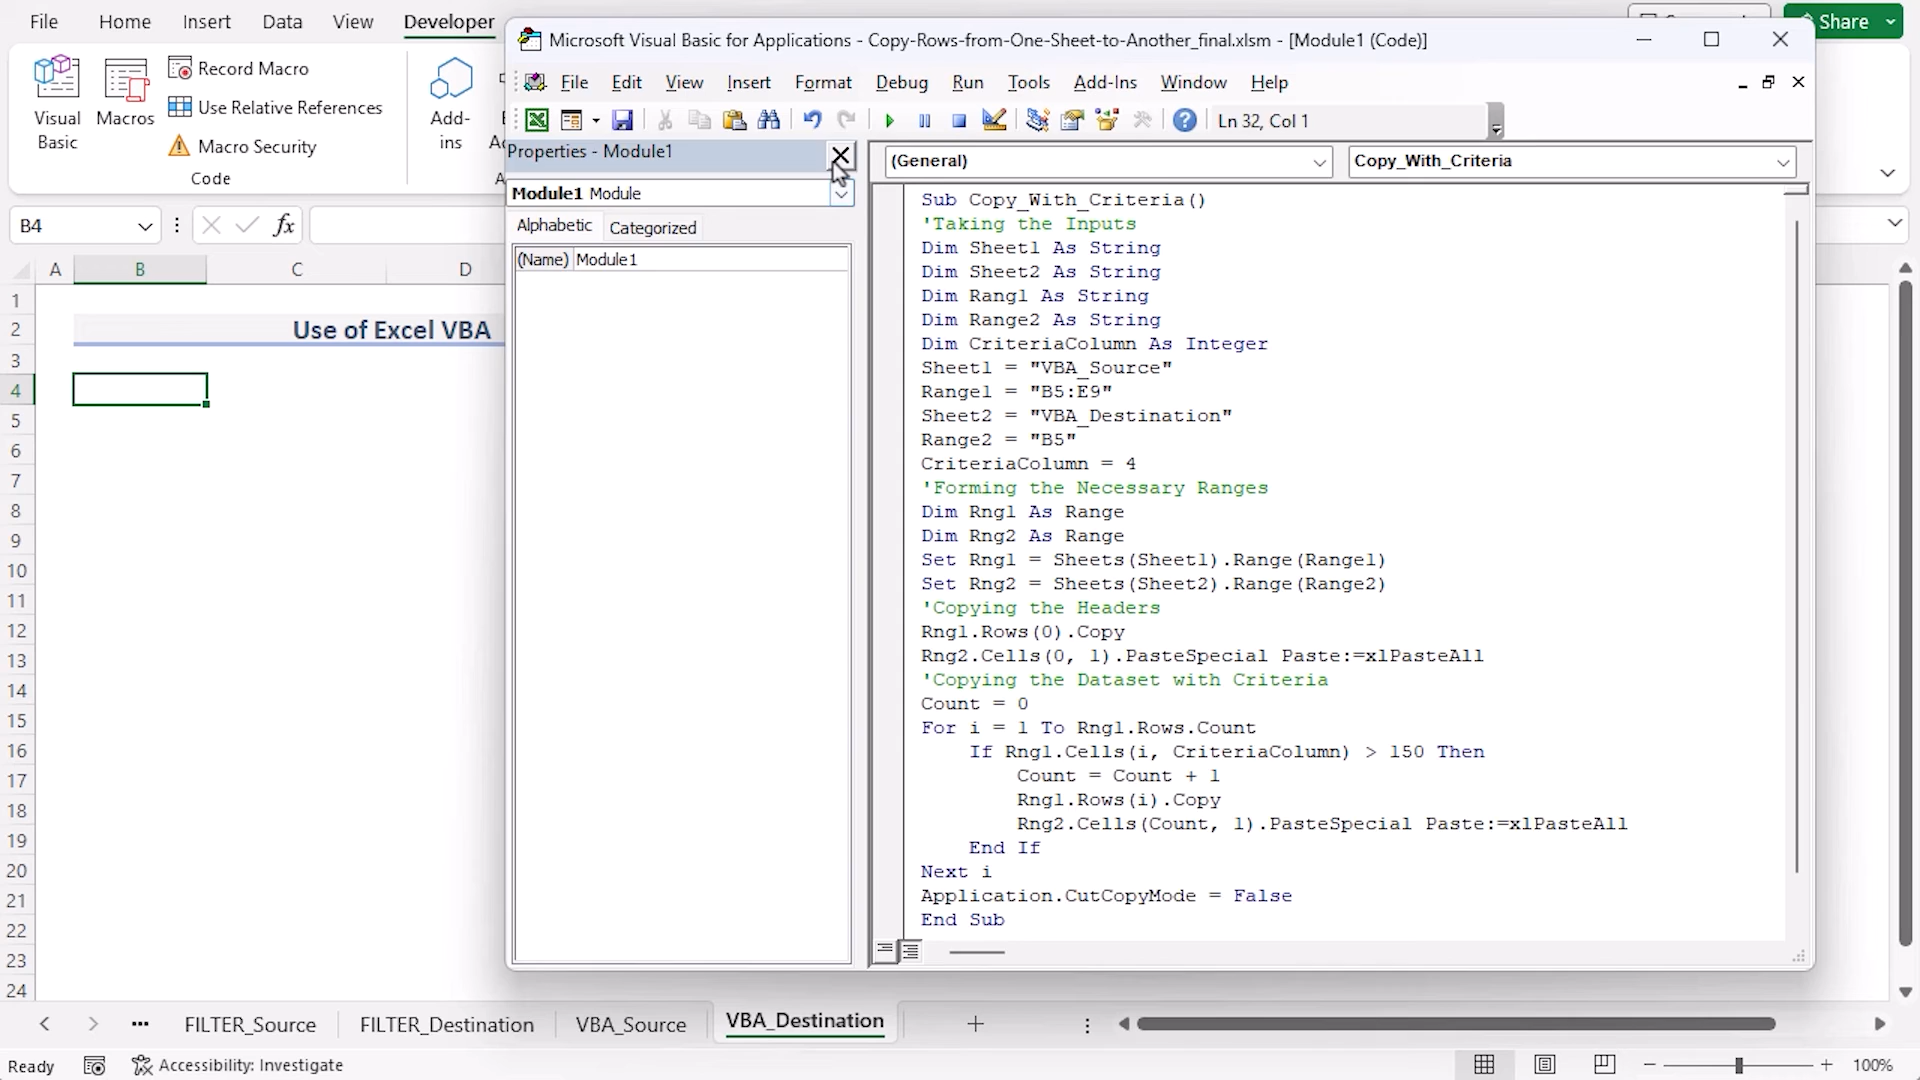 File Home Insert Data View Developer Share
Visual Basic
Macros
Record Macro
Use Relative References
Macro Security
Code
Add-ins
B4
fx
A B C D
1
2
3
4
5
6
7
8
9
10
11
12
13
14
15
16
17
18
19
20
21
22
23
24
Use of Excel VBA
Microsoft Visual Basic for Applications - Copy-Rows-from-One-Sheet-to-Another_final.xlsm - [Module1 (Code)]
File Edit View Insert Format Debug Run Tools Add-Ins Window Help
Ln 32, Col 1
Properties - Module1
Module1 Module
Alphabetic Categorized
(Name) Module1
(General) Copy_With_Criteria
Sub Copy_With_Criteria()
'Taking the Inputs
Dim Sheet1 As String
Dim Sheet2 As String
Dim Rang1 As String
Dim Range2 As String
Dim CriteriaColumn As Integer
Sheet1 = "VBA_Source"
Range1 = "B5:E9"
Sheet2 = "VBA_Destination"
Range2 = "B5"
CriteriaColumn = 4
'Forming the Necessary Ranges
Dim Rng1 As Range
Dim Rng2 As Range
Set Rng1 = Sheets(Sheet1).Range(Range1)
Set Rng2 = Sheets(Sheet2).Range(Range2)
'Copying the Headers
Rng1.Rows(0).Copy
Rng2.Cells(0, 1).PasteSpecial Paste:=xlPasteAll
'Copying the Dataset with Criteria
Count = 0
For i = 1 To Rng1.Rows.Count
If Rng1.Cells(i, CriteriaColumn) > 150 Then
Count = Count + 1
Rng1.Rows(i).Copy
Rng2.Cells(Count, 1).PasteSpecial Paste:=xlPasteAll
End If
Next i
Application.CutCopyMode = False
End Sub
FILTER_Source FILTER_Destination VBA_Source VBA_Destination
Ready Accessibility: Investigate 100%